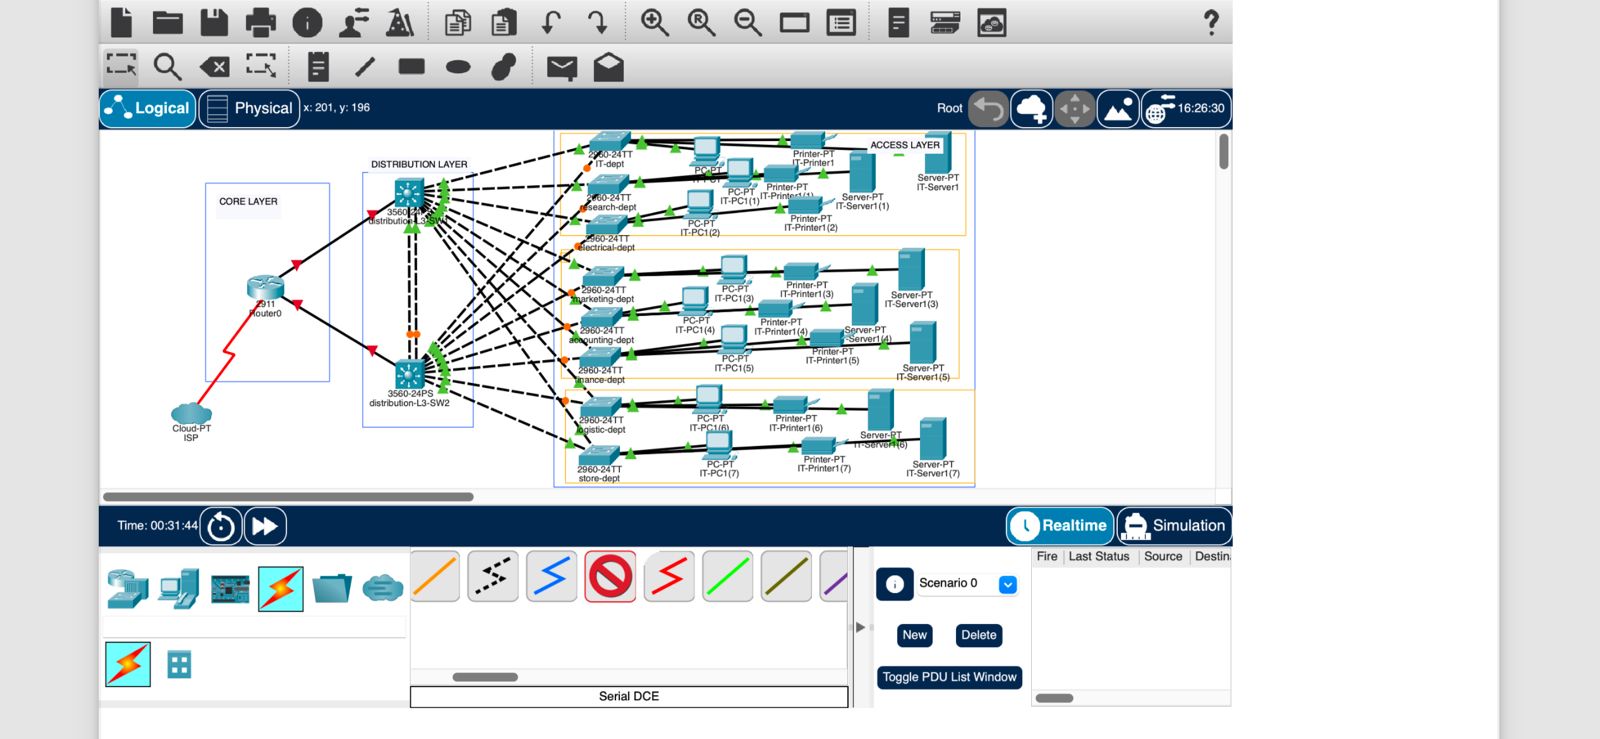 Logical
Physical
x: 201, y: 196
Root
16:26:30
CORE LAYER
DISTRIBUTION LAYER
ACCESS LAYER
2911
Router0
Cloud-PT
ISP
distribution-L3-SW1
3560-24PS
distribution-L3-SW2
2960-24TT
IT-dept
2960-24TT
research-dept
2960-24TT
electrical-dept
2960-24TT
marketing-dept
2960-24TT
accounting-dept
2960-24TT
finance-dept
2960-24TT
logistic-dept
2960-24TT
store-dept
PC-PT
Printer-PT
IT-Printer1
Server-PT
IT-Server1
PC-PT
IT-PC1(1)
Printer-PT
IT-Printer1(1)
Server-PT
IT-Server1(1)
PC-PT
IT-PC1(2)
Printer-PT
IT-Printer1(2)
PC-PT
IT-PC1(3)
Printer-PT
IT-Printer1(3)
Server-PT
IT-Server1(3)
PC-PT
IT-PC1(4)
Printer-PT
IT-Printer1(4)
Server-PT
-Server1(4)
PC-PT
IT-PC1(5)
Printer-PT
IT-Printer1(5)
Server-PT
IT-Server1(5)
PC-PT
IT-PC1(6)
Printer-PT
IT-Printer1(6)
Server-PT
IT-Server1(6)
PC-PT
IT-PC1(7)
Printer-PT
IT-Printer1(7)
Server-PT
IT-Server1(7)
Time: 00:31:44
Realtime
Simulation
Scenario 0
New
Delete
Toggle PDU List Window
Fire Last Status Source Destin
Serial DCE